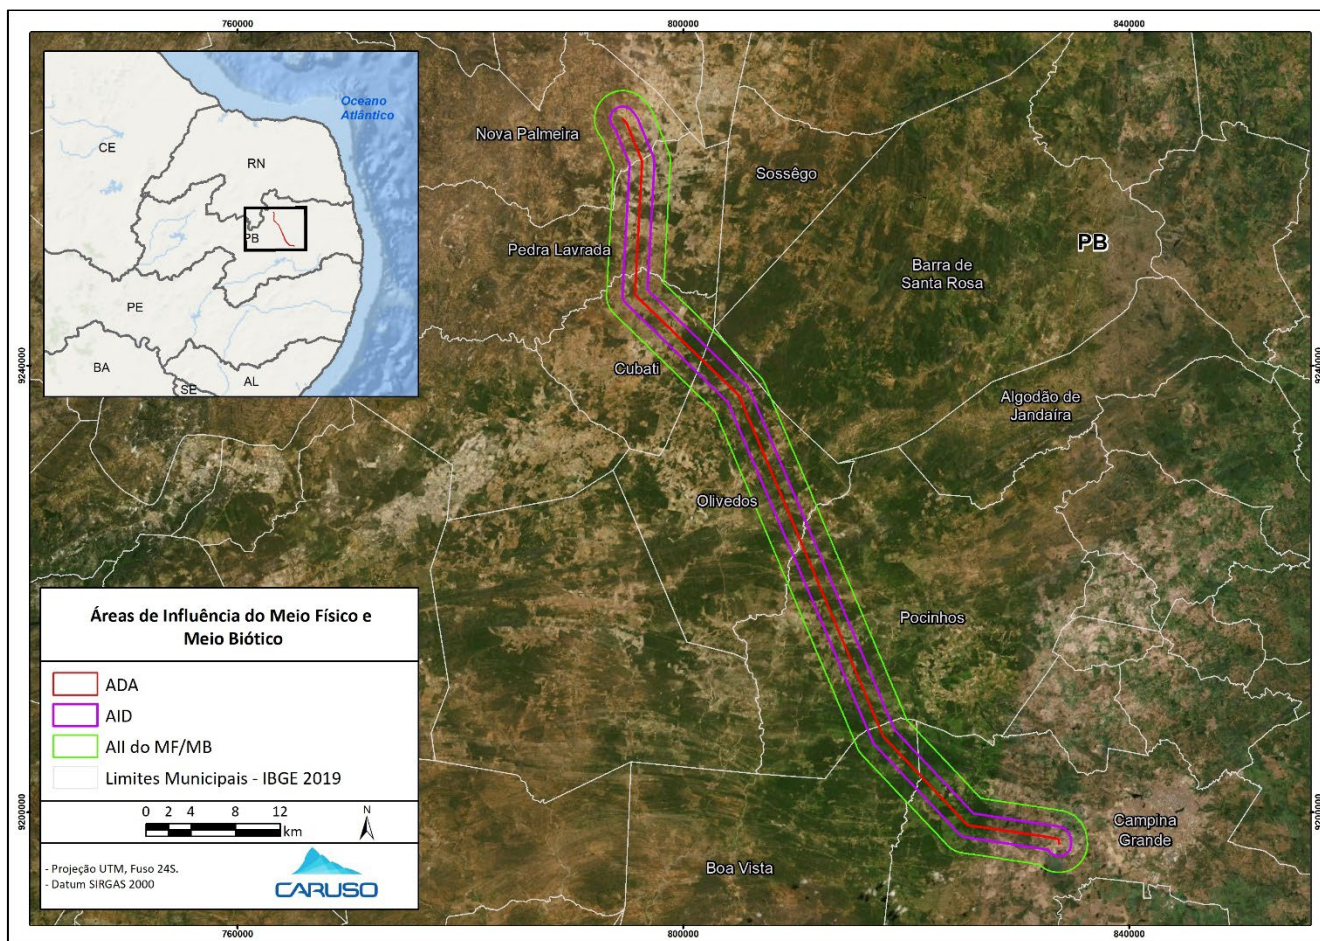 760000
800000
840000
Oceano
Atlântico
CE
RN
PB
PE
BA
SE
AL
Nova Palmeira
Sossêgo
Pedra Lavrada
PB
Barra de
Santa Rosa
9240000
9240000
Cubati
Algodão de
Jandaíra
Olivedos
Pocinhos
Áreas de Influência do Meio Físico e
Meio Biótico
ADA
AID
AII do MF/MB
Limites Municipais - IBGE 2019
0 2 4 8 12
km
N
- Projeção UTM, Fuso 24S.
- Datum SIRGAS 2000
CARUSO
9200000
9200000
Campina
Grande
Boa Vista
760000
800000
840000